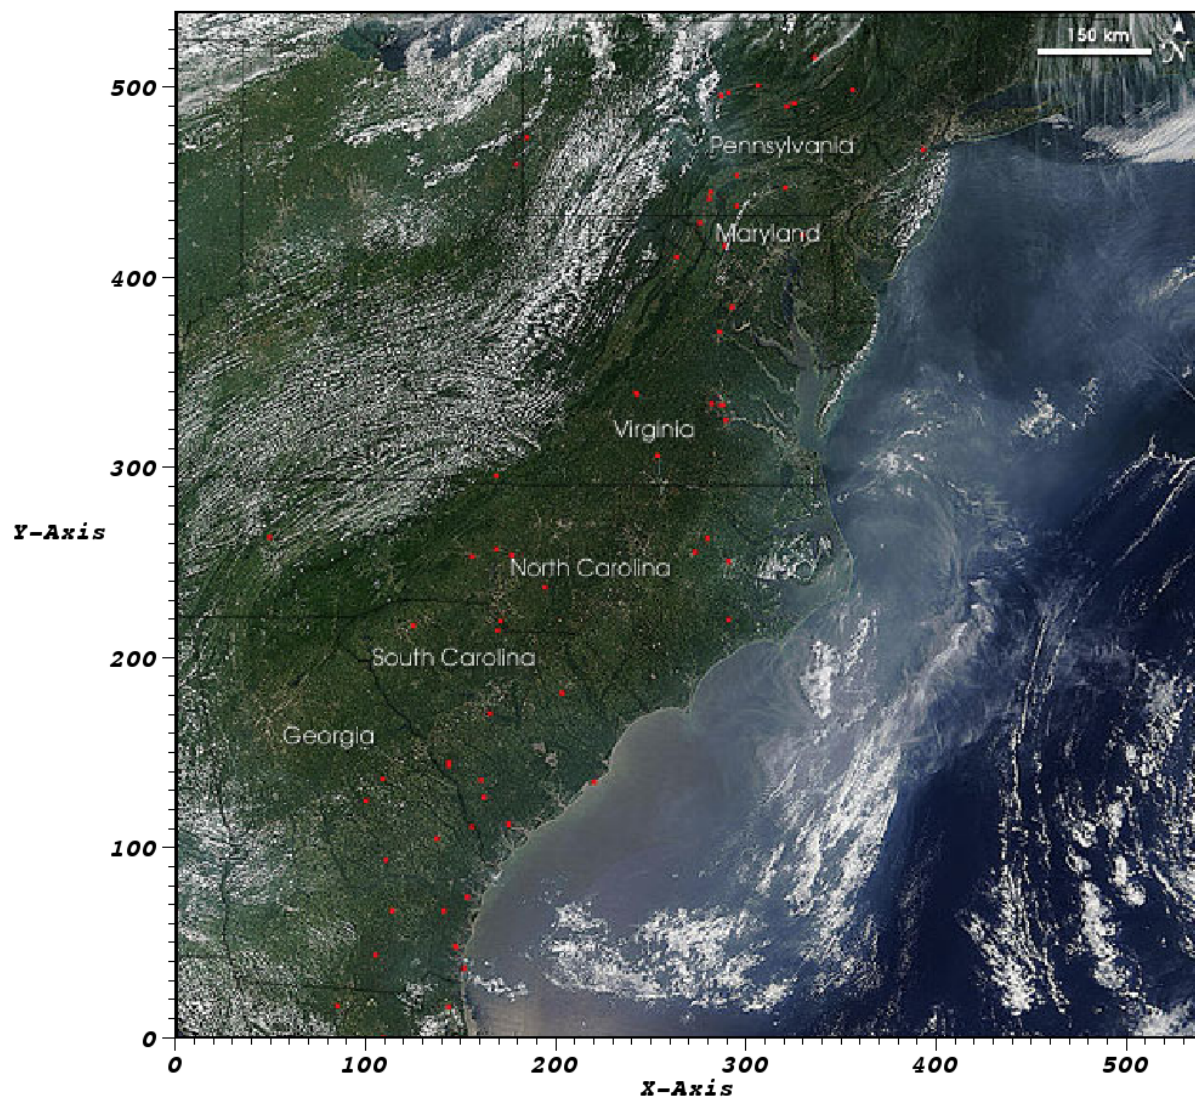 150 km
N
500
Pennsylvania
Maryland
400
Virginia
300
Y-Axis
North Carolina
200
South Carolina
Georgia
100
0
0 100 200 300 400 500
X-Axis